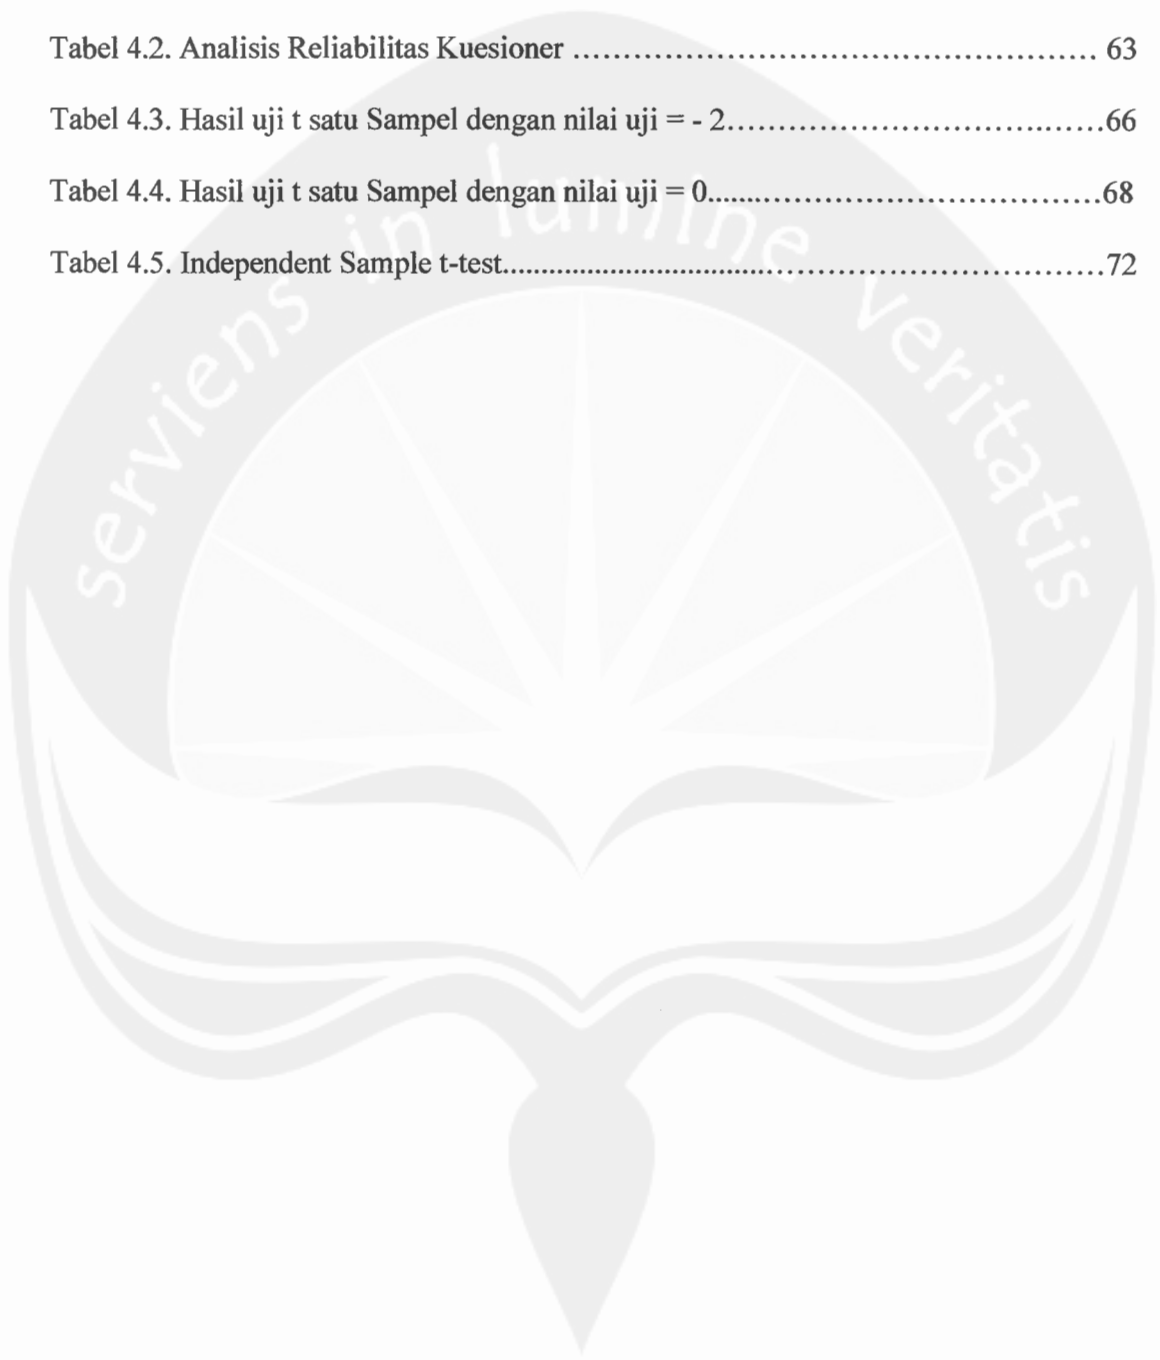 Tabel 4.2. Analisis Reliabilitas Kuesioner ................................................... 63
Tabel 4.3. Hasil uji t satu Sampel dengan nilai uji = - 2.....................................66
Tabel 4.4. Hasil uji t satu Sampel dengan nilai uji = 0.......................................68
Tabel 4.5. Independent Sample t-test...............................................................72
serviens in lumine veritatis